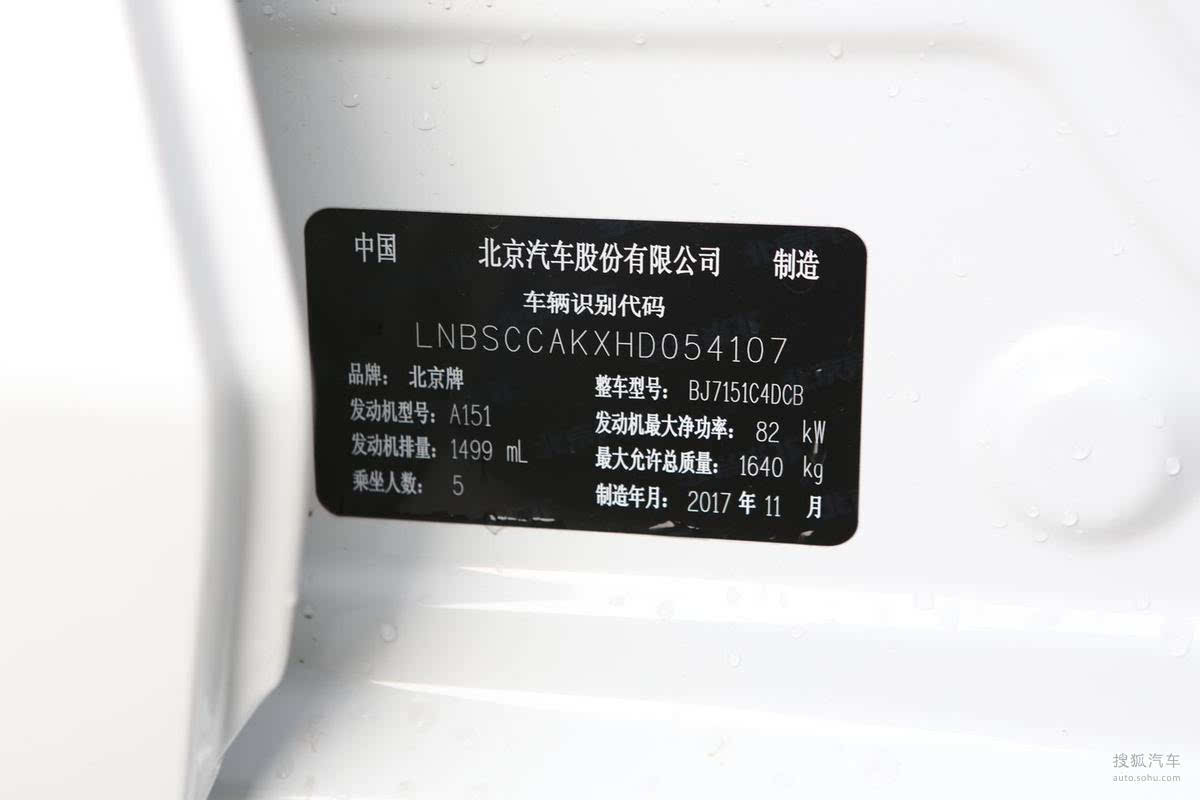 中国 北京汽车股份有限公司 制造
车辆识别代码
LNBSCCAKXHD054107
品牌: 北京牌 整车型号: BJ7151C4DCB
发动机型号: A151 发动机最大净功率: 82 kW
发动机排量: 1499 mL 最大允许总质量: 1640 kg
乘坐人数: 5 制造年月: 2017 年 11 月
搜狐汽车
auto.sohu.com